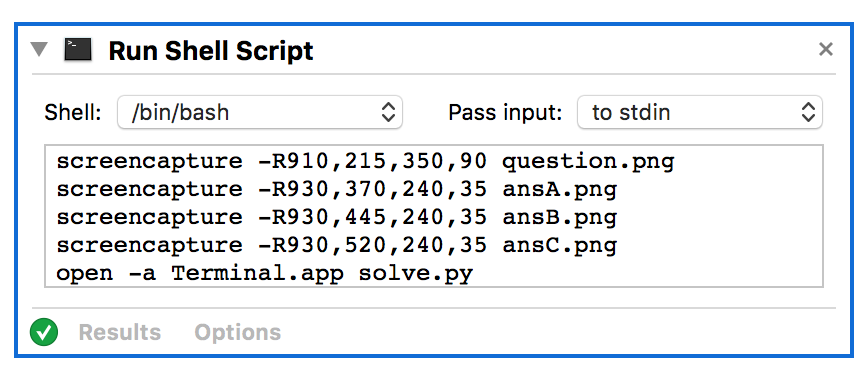 Run Shell Script
Shell: /bin/bash Pass input: to stdin
screencapture -R910,215,350,90 question.png
screencapture -R930,370,240,35 ansA.png
screencapture -R930,445,240,35 ansB.png
screencapture -R930,520,240,35 ansC.png
open -a Terminal.app solve.py
Results Options